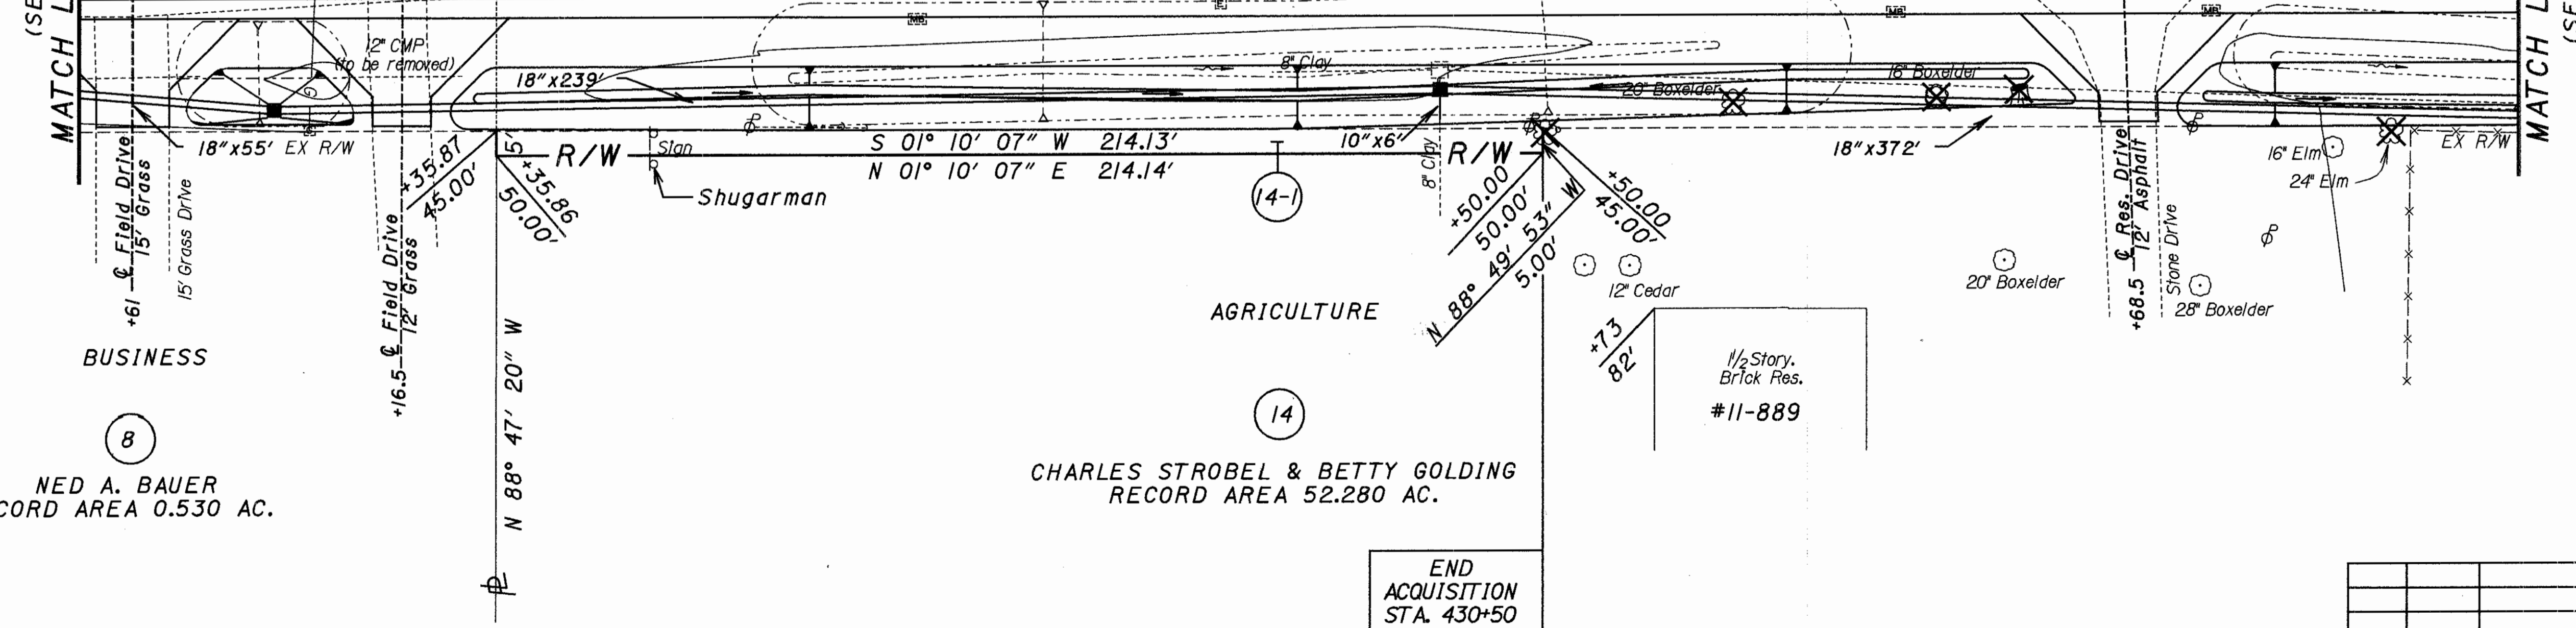 (SE
MATCH L
12" CMP
(to be removed)
18"x239'
8" Clay
16" Boxelder
20" Boxelder
MATCH L
(SE
18"x55'
EX R/W
+35.87
45.00'
5'
R/W
Sign
S 01° 10' 07" W 214.13'
N 01° 10' 07" E 214.14'
10"x6'
8" Clay
R/W
18"x372'
16" Elm
24" Elm
EX R/W
+61 ℄ Field Drive
15' Grass
15' Grass Drive
+16.5 ℄ Field Drive
12' Grass
+35.86
50.00'
Shugarman
14-1
+50.00
50.00'
N 88° 49' 53" W
5.00'
+50.00
45.00'
12" Cedar
20" Boxelder
+68.5 ℄ Res. Drive
12' Asphalt
Stone Drive
28" Boxelder
BUSINESS
AGRICULTURE
N 88° 47' 20" W
+73
82'
1 1/2 Story.
Brick Res.
#11-889
8
14
NED A. BAUER
CORD AREA 0.530 AC.
CHARLES STROBEL & BETTY GOLDING
RECORD AREA 52.280 AC.
END
ACQUISITION
STA. 430+50